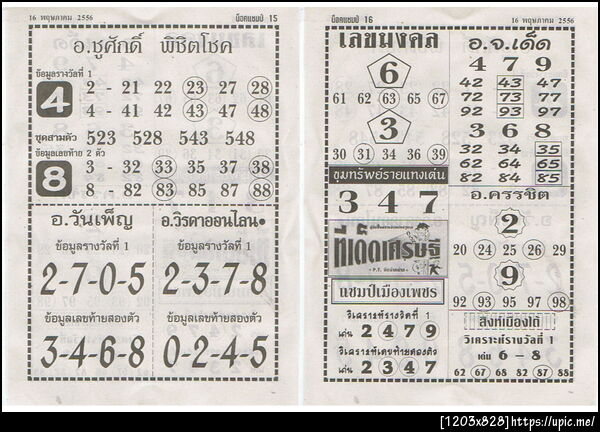 16 พฤษภาคม 2556
น็อคแชมป์ 15
อ.ชูศักดิ์ พิชิตโชค
ข้อมูลรางวัลที่ 1
4
2 - 21 22 23 27 28
4 - 41 42 43 47 48
ชุดสามตัว 523 528 543 548
ข้อมูลเลขท้าย 2 ตัว
8
3 - 32 33 35 37 38
8 - 82 83 85 87 88
อ.วันเพ็ญ
ข้อมูลรางวัลที่ 1
2-7-0-5
ข้อมูลเลขท้ายสองตัว
3-4-6-8
อ.วิรดาออนไลน์
ข้อมูลรางวัลที่ 1
2-3-7-8
ข้อมูลเลขท้ายสองตัว
0-2-4-5
น็อคแชมป์ 16
16 พฤษภาคม 2556
เลขมงคล
6
61 62 63 65 67
3
30 31 34 36 39
ขุมทรัพย์รายแทงเด่น
3 4 7
ทีเด็ดเศรษฐี
แชมป์เมืองเพชร
วิเคราะห์รางวัลที่ 1
เด่น 2 4 7 9
วิเคราะห์เลขท้ายสองตัว
เด่น 2 3 4 7
อ.จ.เด็ด
4 7 9
42 43 47
72 73 77
92 93 97
3 6 8
32 34 35
62 64 65
82 84 85
อ.ครรชิต
2
20 24 25 26 29
9
92 93 95 96 98
สิงห์เมืองใต้
วิเคราะห์รางวัลที่ 1
เด่น 6 - 8
62 67 68 82 87 88
[1203x828]https://upic.me/